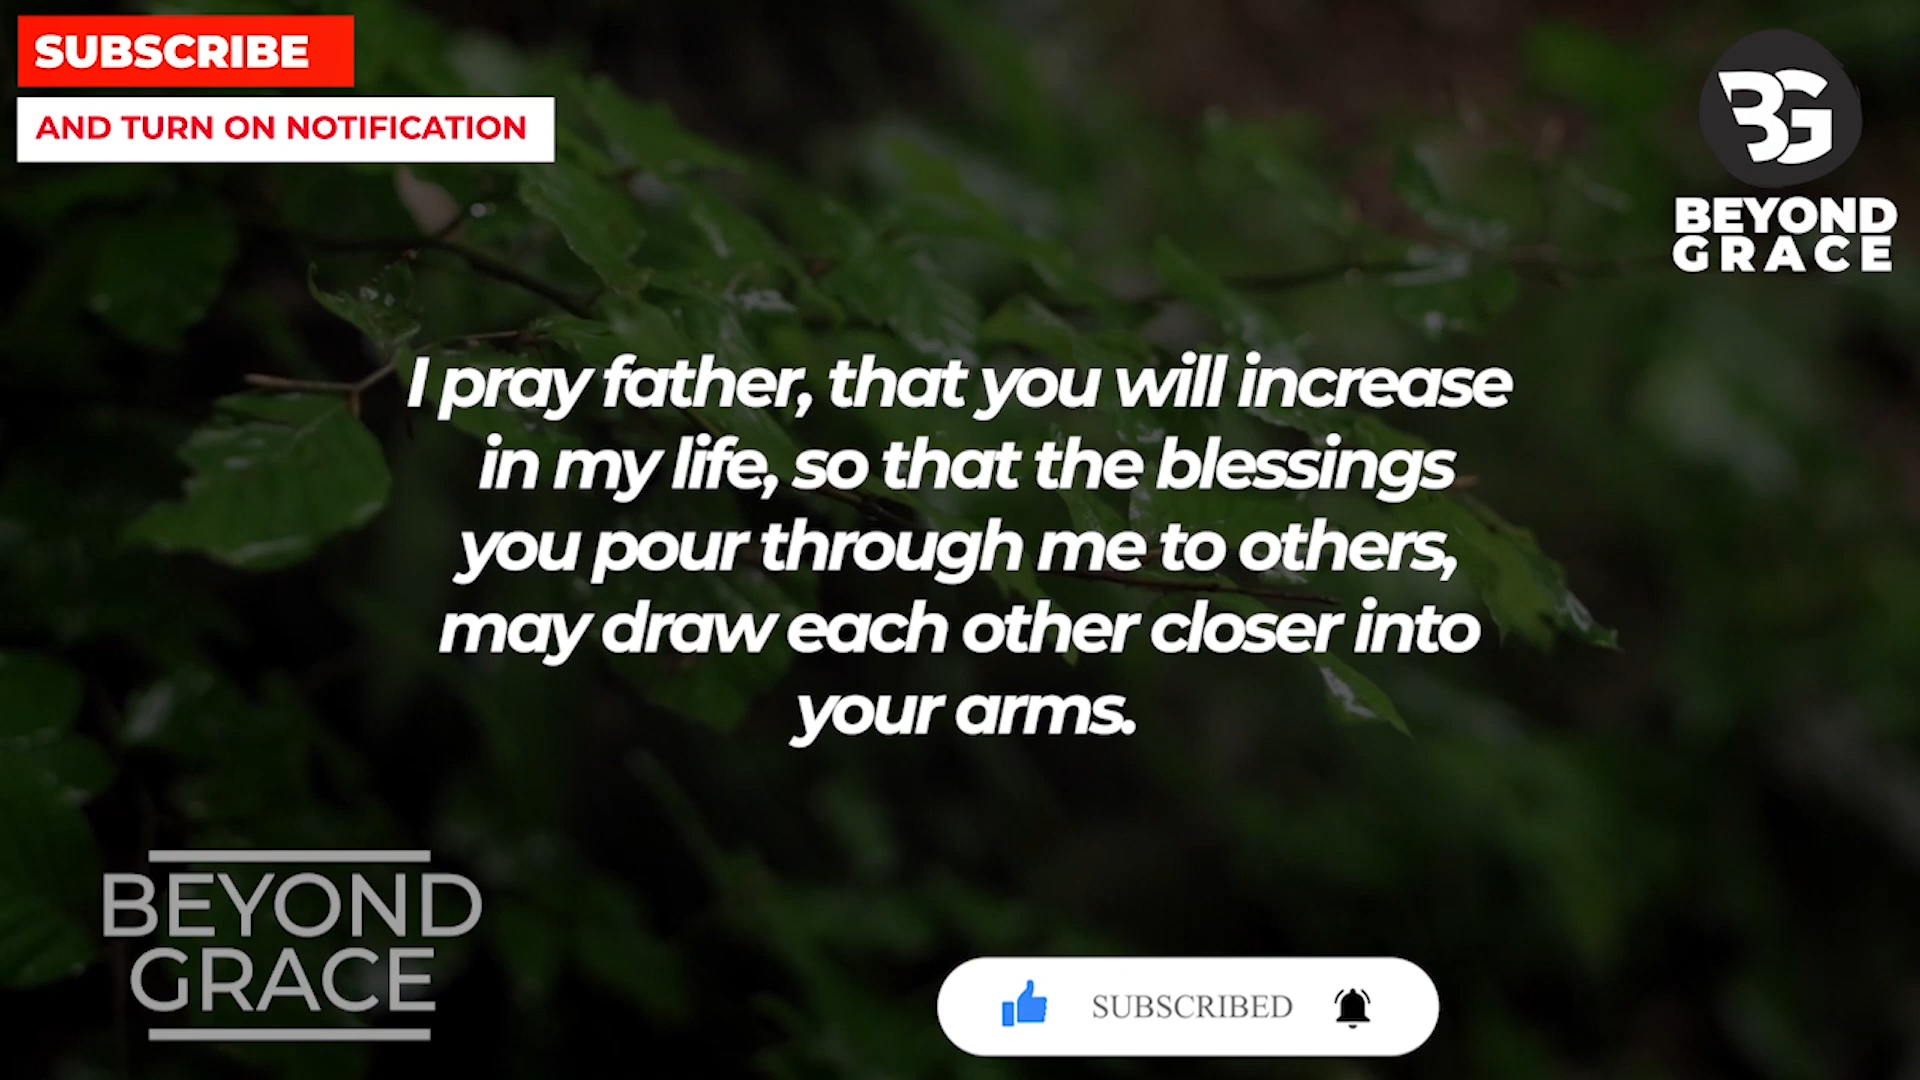 SUBSCRIBE
AND TURN ON NOTIFICATION
BG
BEYOND
GRACE
I pray father, that you will increase
in my life, so that the blessings
you pour through me to others,
may draw each other closer into
your arms.
BEYOND
GRACE
SUBSCRIBED